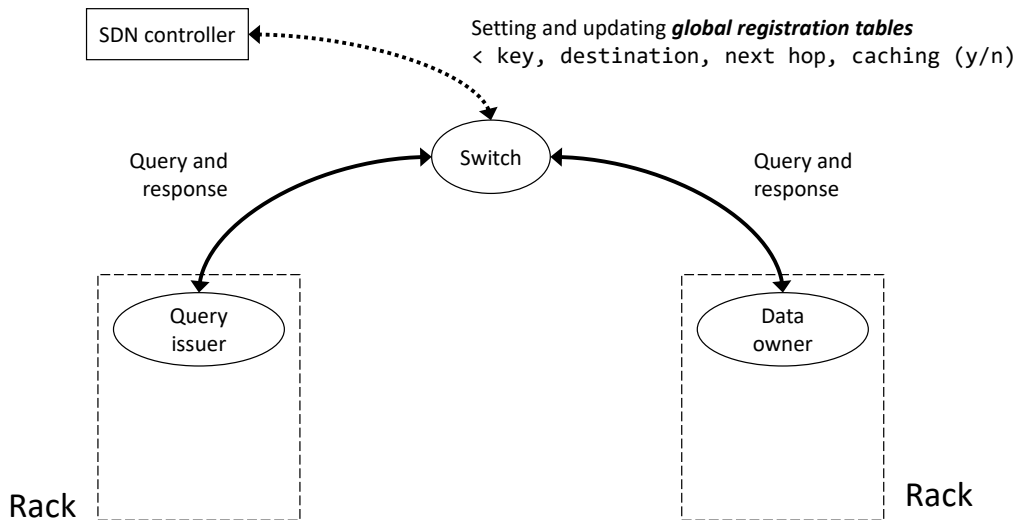 SDN controller
Setting and updating global registration tables
< key, destination, next hop, caching (y/n)
Switch
Query and
response
Query and
response
Query
issuer
Data
owner
Rack
Rack